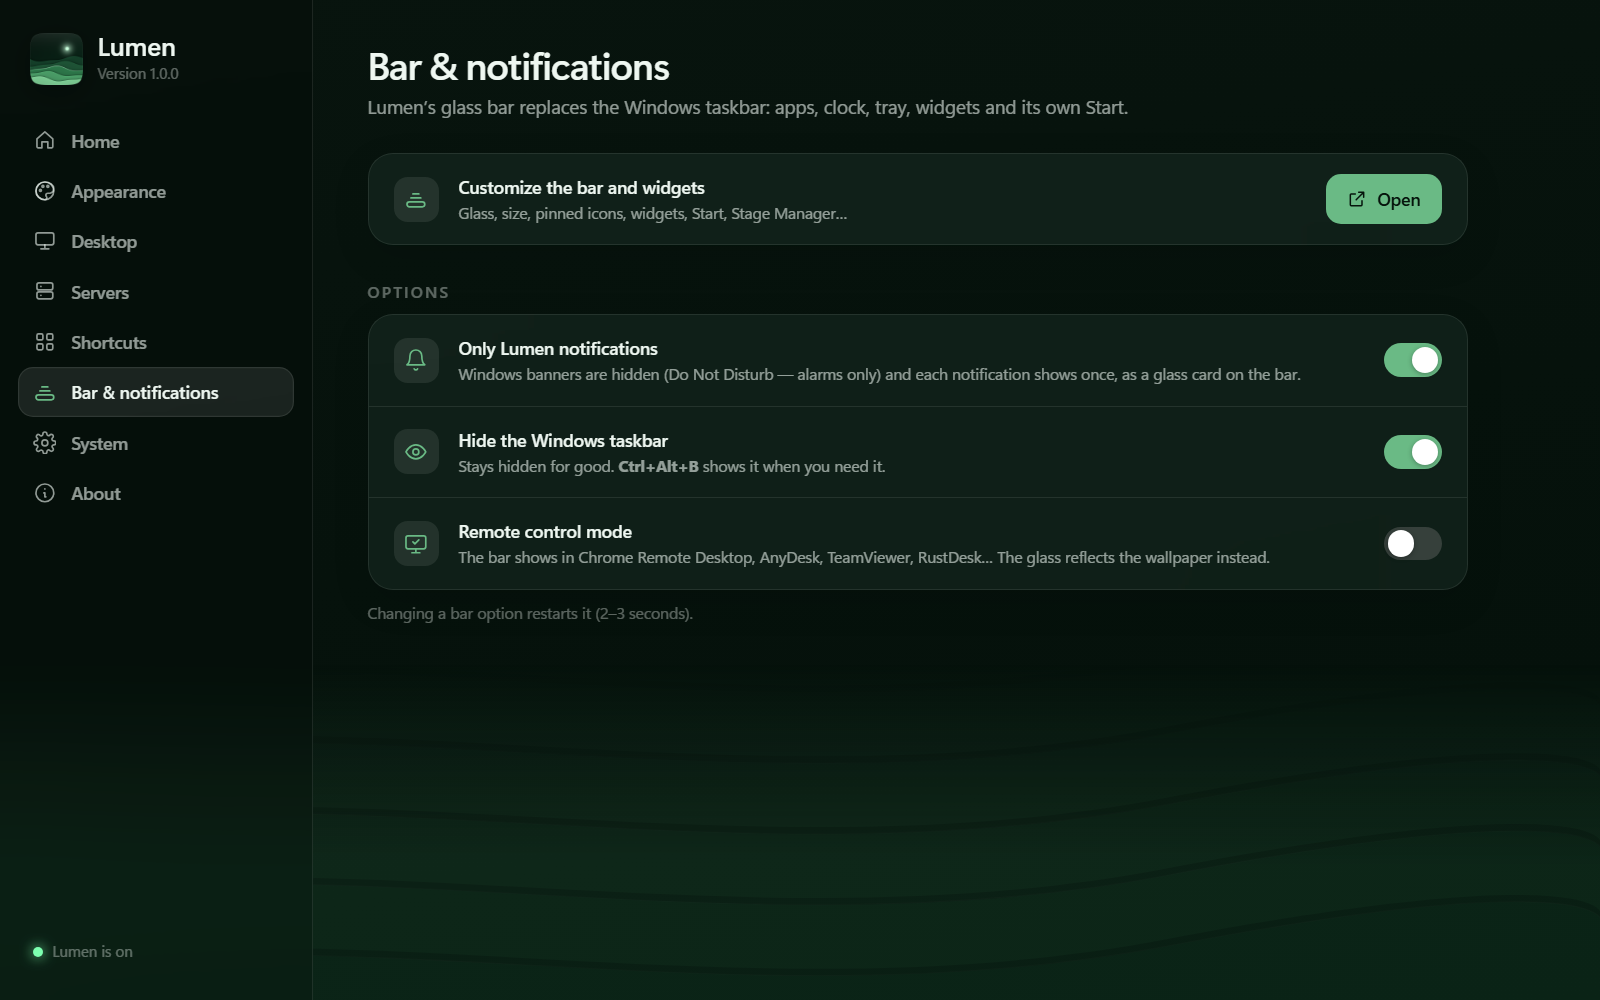 Lumen
Version 1.0.0
Home
Appearance
Desktop
Servers
Shortcuts
Bar & notifications
System
About
Lumen is on
Bar & notifications
Lumen’s glass bar replaces the Windows taskbar: apps, clock, tray, widgets and its own Start.
Customize the bar and widgets
Glass, size, pinned icons, widgets, Start, Stage Manager…
Open
OPTIONS
Only Lumen notifications
Windows banners are hidden (Do Not Disturb — alarms only) and each notification shows once, as a glass card on the bar.
Hide the Windows taskbar
Stays hidden for good. Ctrl+Alt+B shows it when you need it.
Remote control mode
The bar shows in Chrome Remote Desktop, AnyDesk, TeamViewer, RustDesk… The glass reflects the wallpaper instead.
Changing a bar option restarts it (2–3 seconds).